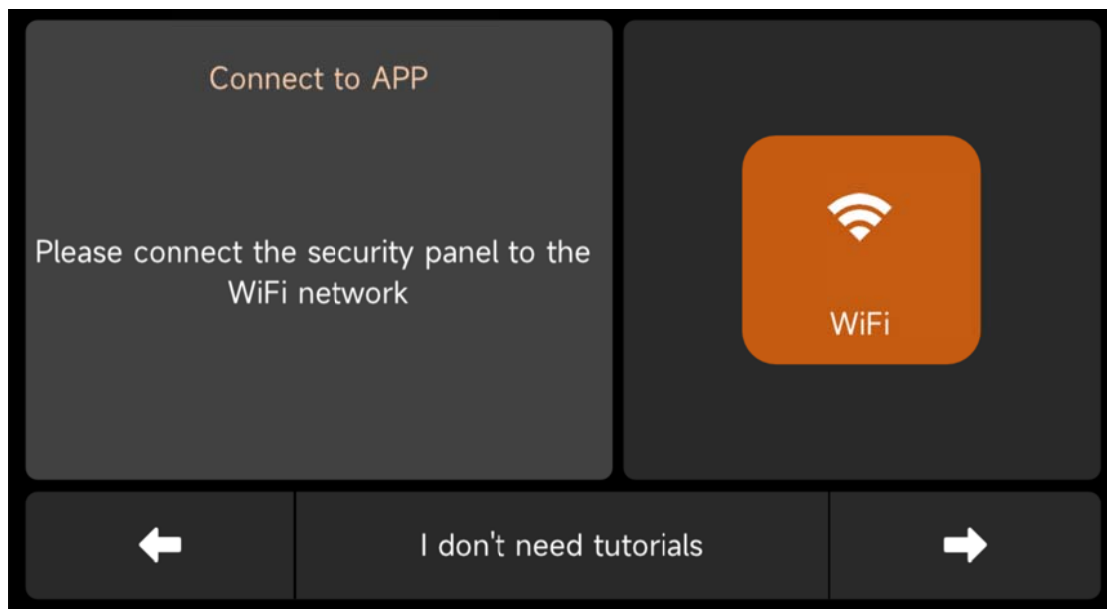 Connect to APP
Please connect the security panel to the
WiFi network
WiFi
I don't need tutorials